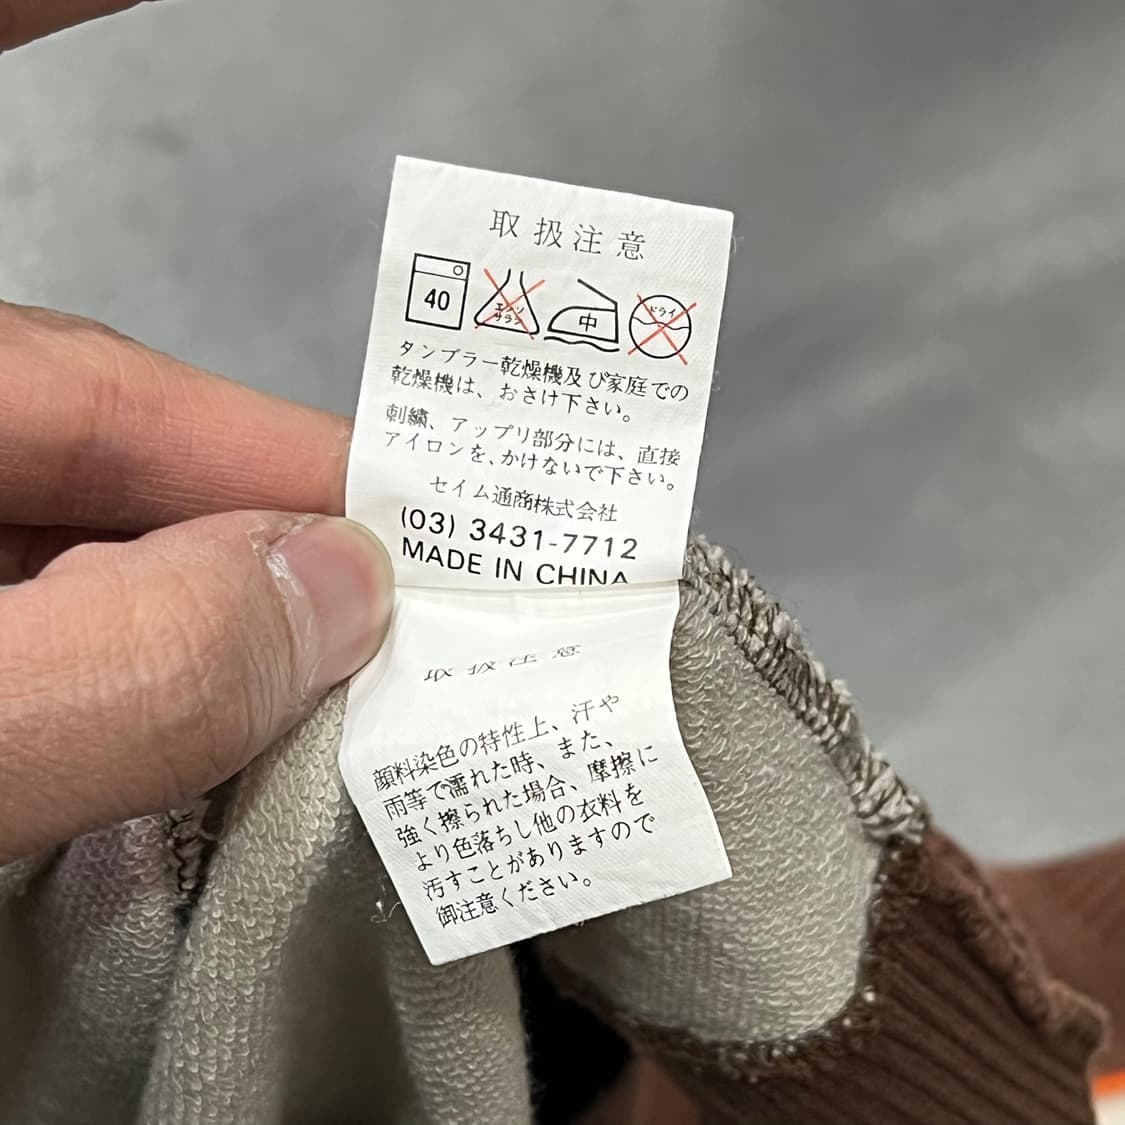 取扱注意
40
エンソ
サラシ
中
ドライ
タンブラー乾燥機及び家庭での
乾燥機は、おさけ下さい。
刺繍、アップリ部分には、直接
アイロンを、かけないで下さい。
セイム通商株式会社
(03) 3431-7712
MADE IN CHINA
取扱注意
顔料染色の特性上、汗や
雨等で濡れた時、また、
強く擦られた場合、摩擦に
より色落ちし他の衣料を
汚すことがありますので
御注意ください。